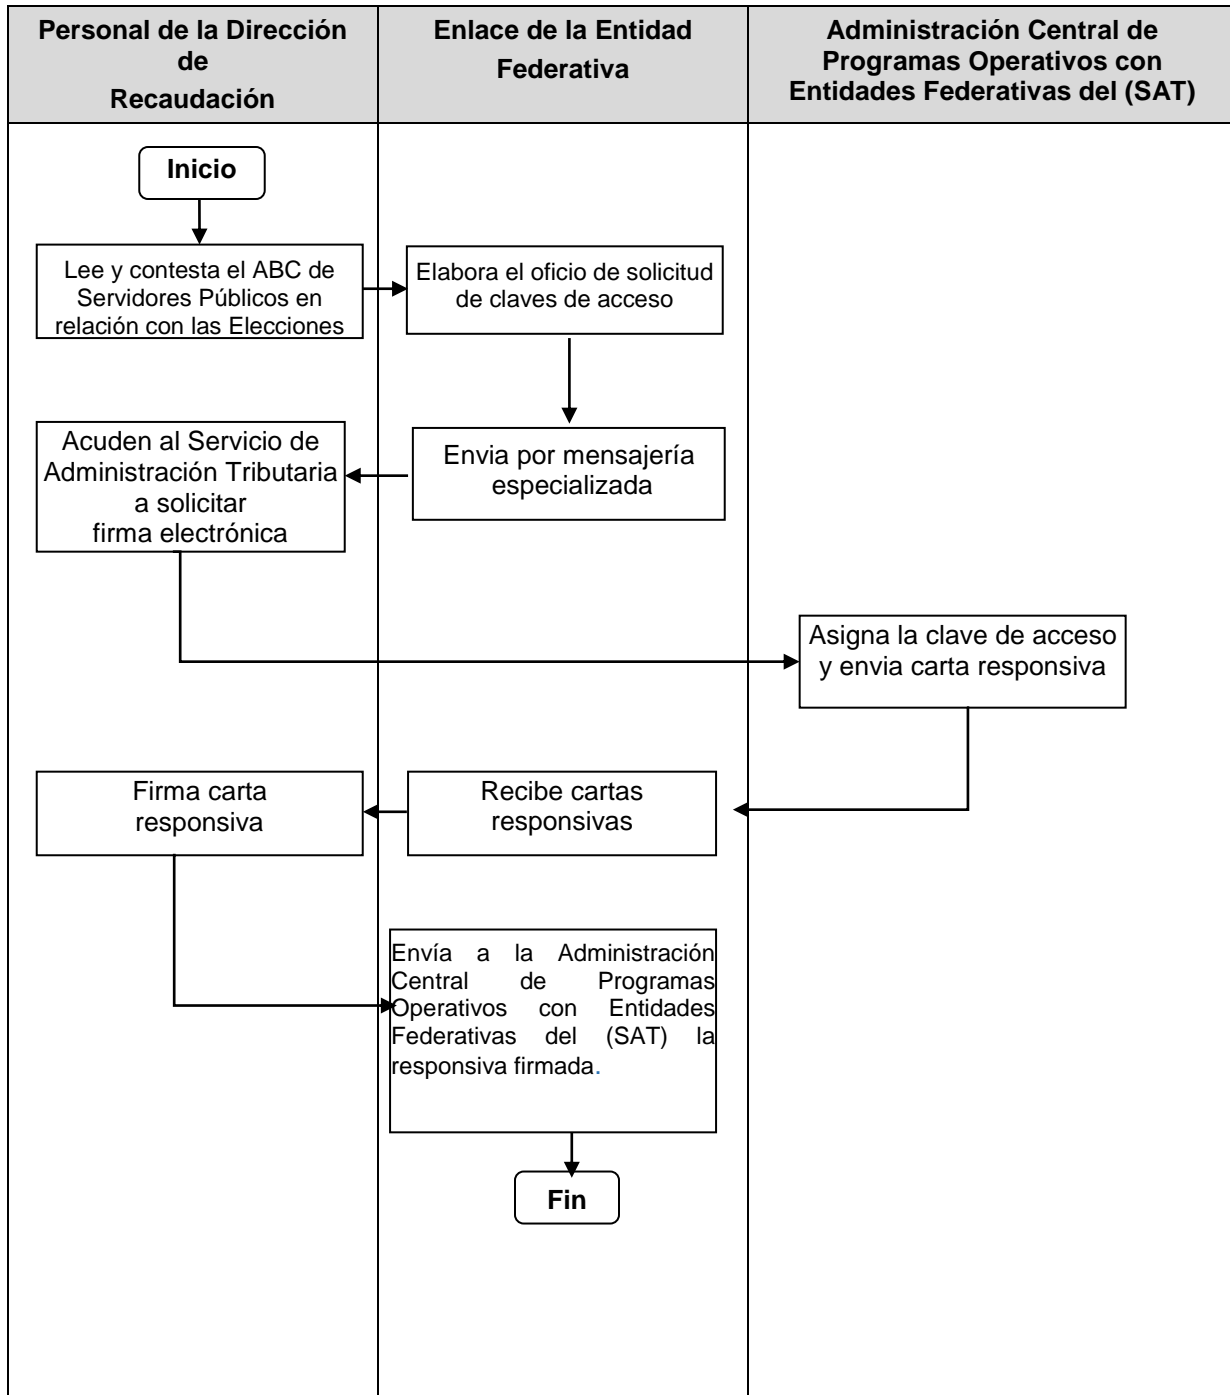 Personal de la Dirección
de
Recaudación
Enlace de la Entidad
Federativa
Administración Central de
Programas Operativos con
Entidades Federativas del (SAT)
Inicio
Lee y contesta el ABC de
Servidores Públicos en
relación con las Elecciones
Elabora el oficio de solicitud
de claves de acceso
Acuden al Servicio de
Administración Tributaria
a solicitar
firma electrónica
Envia por mensajería
especializada
Asigna la clave de acceso
y envia carta responsiva
Firma carta
responsiva
Recibe cartas
responsivas
Envía a la Administración
Central de Programas
Operativos con Entidades
Federativas del (SAT) la
responsiva firmada.
Fin